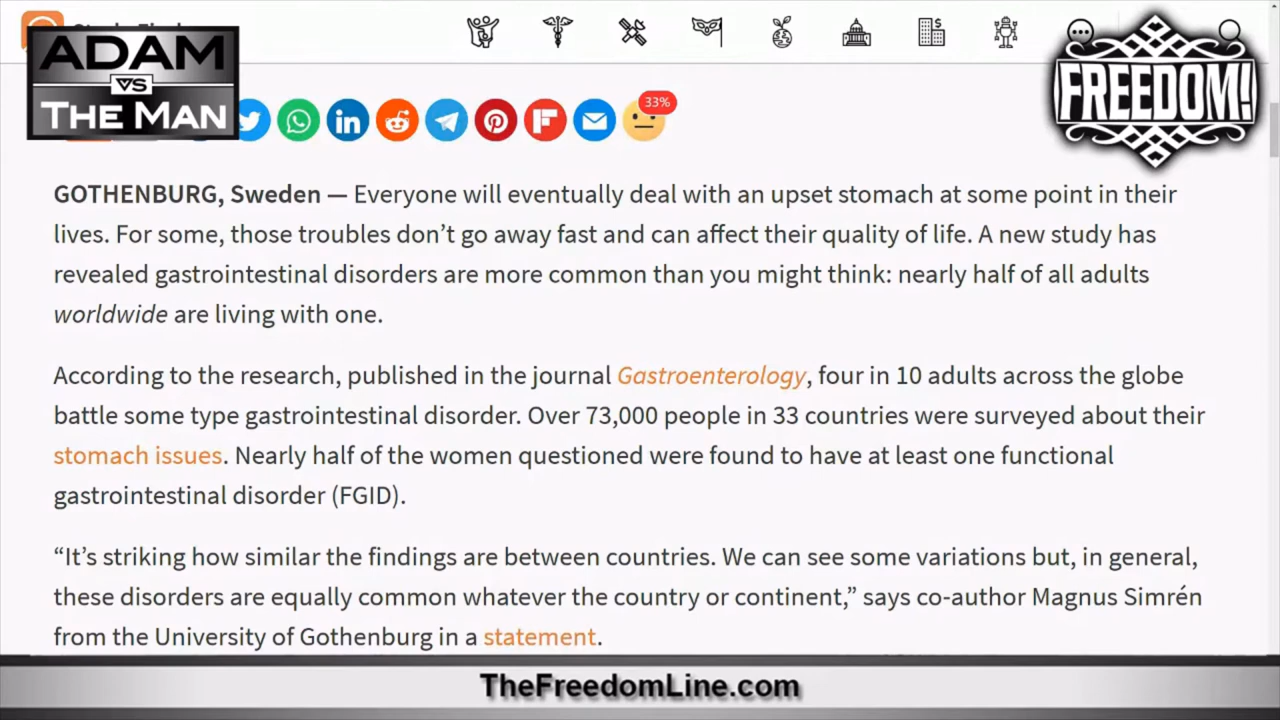 ADAM
VS
THE MAN
33%
FREEDOM!
GOTHENBURG, Sweden — Everyone will eventually deal with an upset stomach at some point in their
lives. For some, those troubles don’t go away fast and can affect their quality of life. A new study has
revealed gastrointestinal disorders are more common than you might think: nearly half of all adults
worldwide are living with one.
According to the research, published in the journal Gastroenterology, four in 10 adults across the globe
battle some type gastrointestinal disorder. Over 73,000 people in 33 countries were surveyed about their
stomach issues. Nearly half of the women questioned were found to have at least one functional
gastrointestinal disorder (FGID).
“It’s striking how similar the findings are between countries. We can see some variations but, in general,
these disorders are equally common whatever the country or continent,” says co-author Magnus Simrén
from the University of Gothenburg in a statement.
TheFreedomLine.com